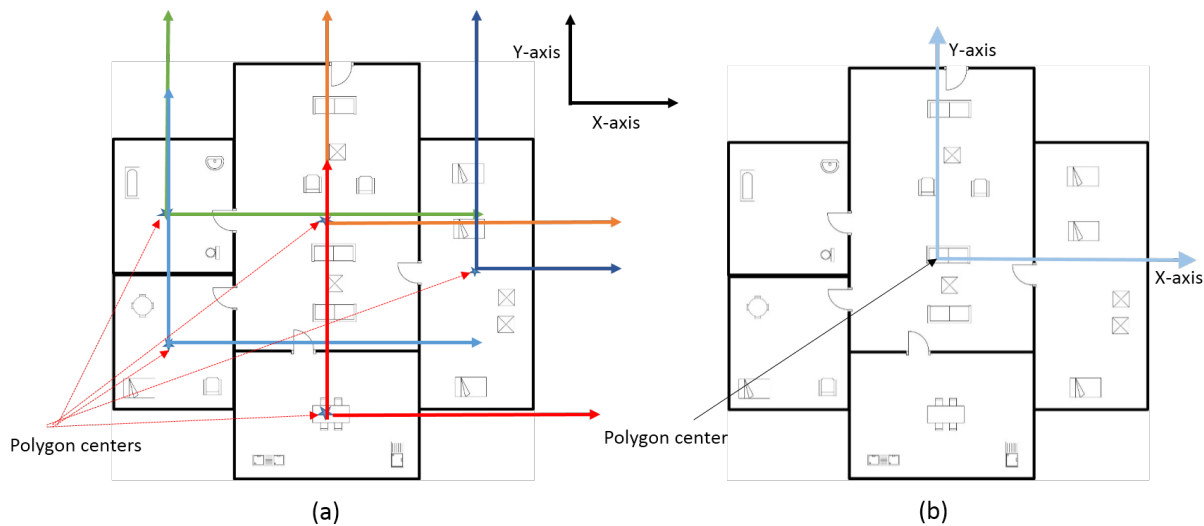 Y-axis
X-axis
Polygon centers
(a)
Y-axis
X-axis
Polygon center
(b)